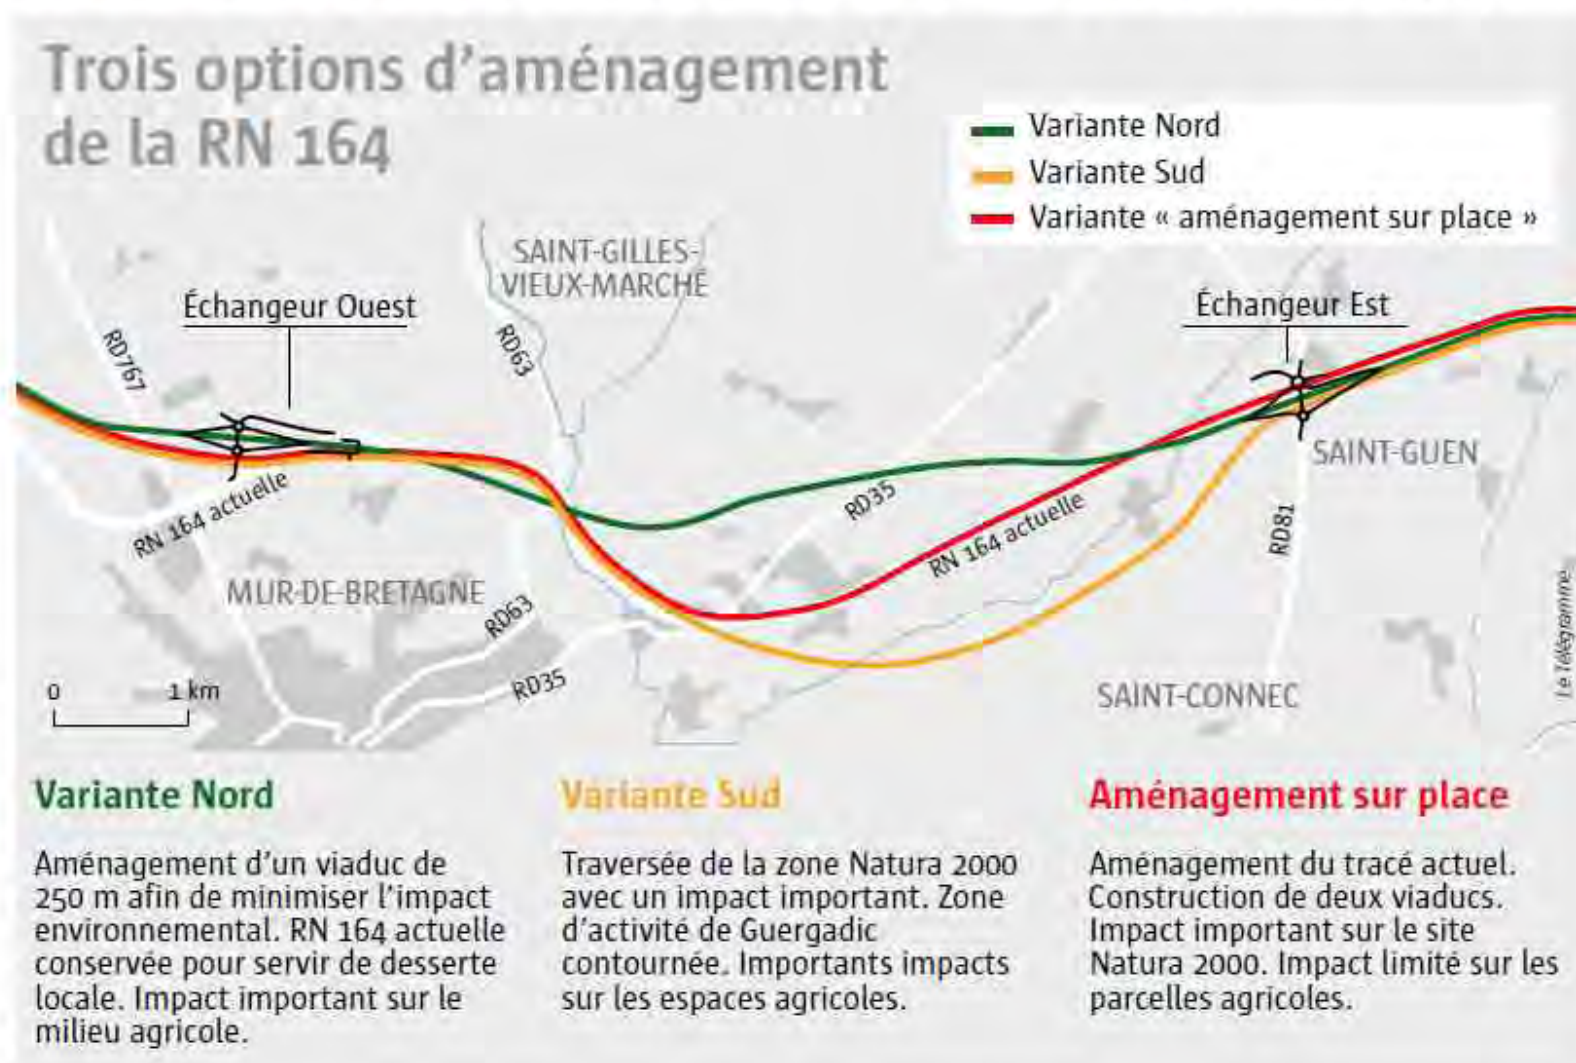 Trois options d'aménagement
de la RN 164
Variante Nord
Variante Sud
Variante « aménagement sur place »
SAINT-GILLES-
VIEUX-MARCHÉ
Échangeur Ouest
Échangeur Est
RD767
RD63
RD35
RN 164 actuelle
RN 164 actuelle
SAINT-GUEN
RD81
MUR-DE-BRETAGNE
RD63
RD35
SAINT-CONNEC
0 1 km
Le Télégramme
Variante Nord
Aménagement d'un viaduc de
250 m afin de minimiser l'impact
environnemental. RN 164 actuelle
conservée pour servir de desserte
locale. Impact important sur le
milieu agricole.
Variante Sud
Traversée de la zone Natura 2000
avec un impact important. Zone
d'activité de Guergadic
contournée. Importants impacts
sur les espaces agricoles.
Aménagement sur place
Aménagement du tracé actuel.
Construction de deux viaducs.
Impact important sur le site
Natura 2000. Impact limité sur les
parcelles agricoles.